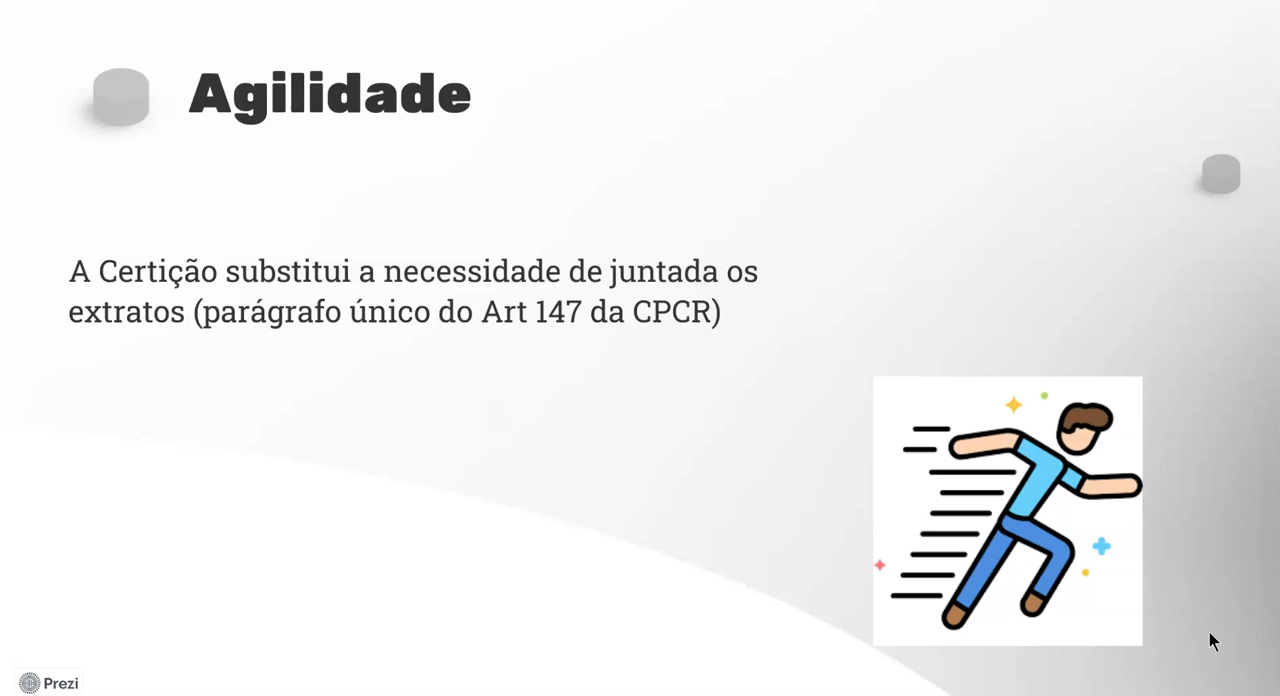 Agilidade
A Certição substitui a necessidade de juntada os
extratos (parágrafo único do Art 147 da CPCR)
Prezi